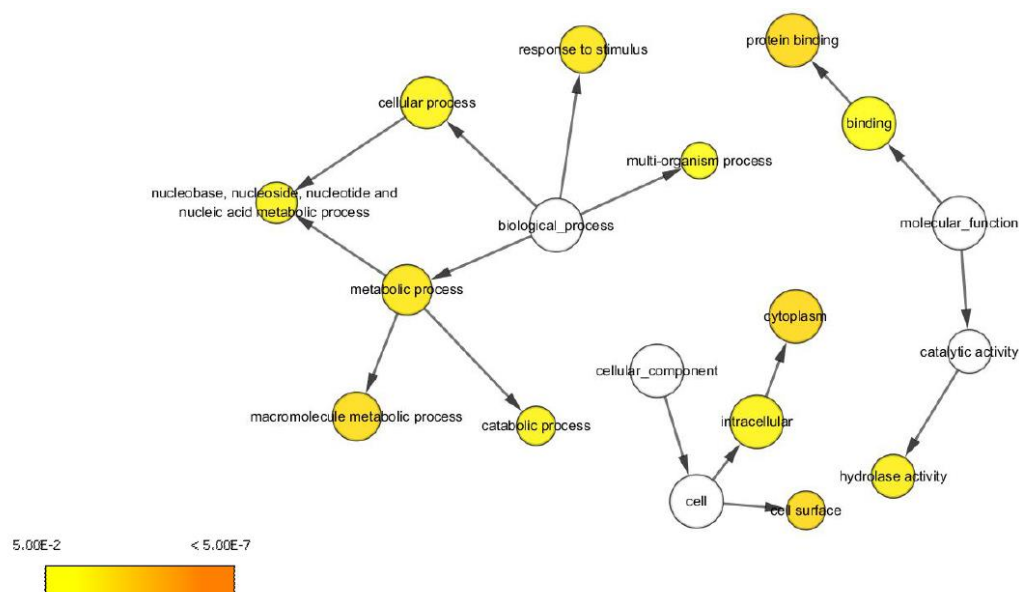 protein binding
response to stimulus
cellular process
binding
multi-organism process
nucleobase, nucleoside, nucleotide and
nucleic acid metabolic process
biological_process
molecular_function
metabolic process
cytoplasm
catalytic activity
cellular_component
macromolecule metabolic process
catabolic process
intracellular
hydrolase activity
cell
cell surface
5.00E-2
< 5.00E-7